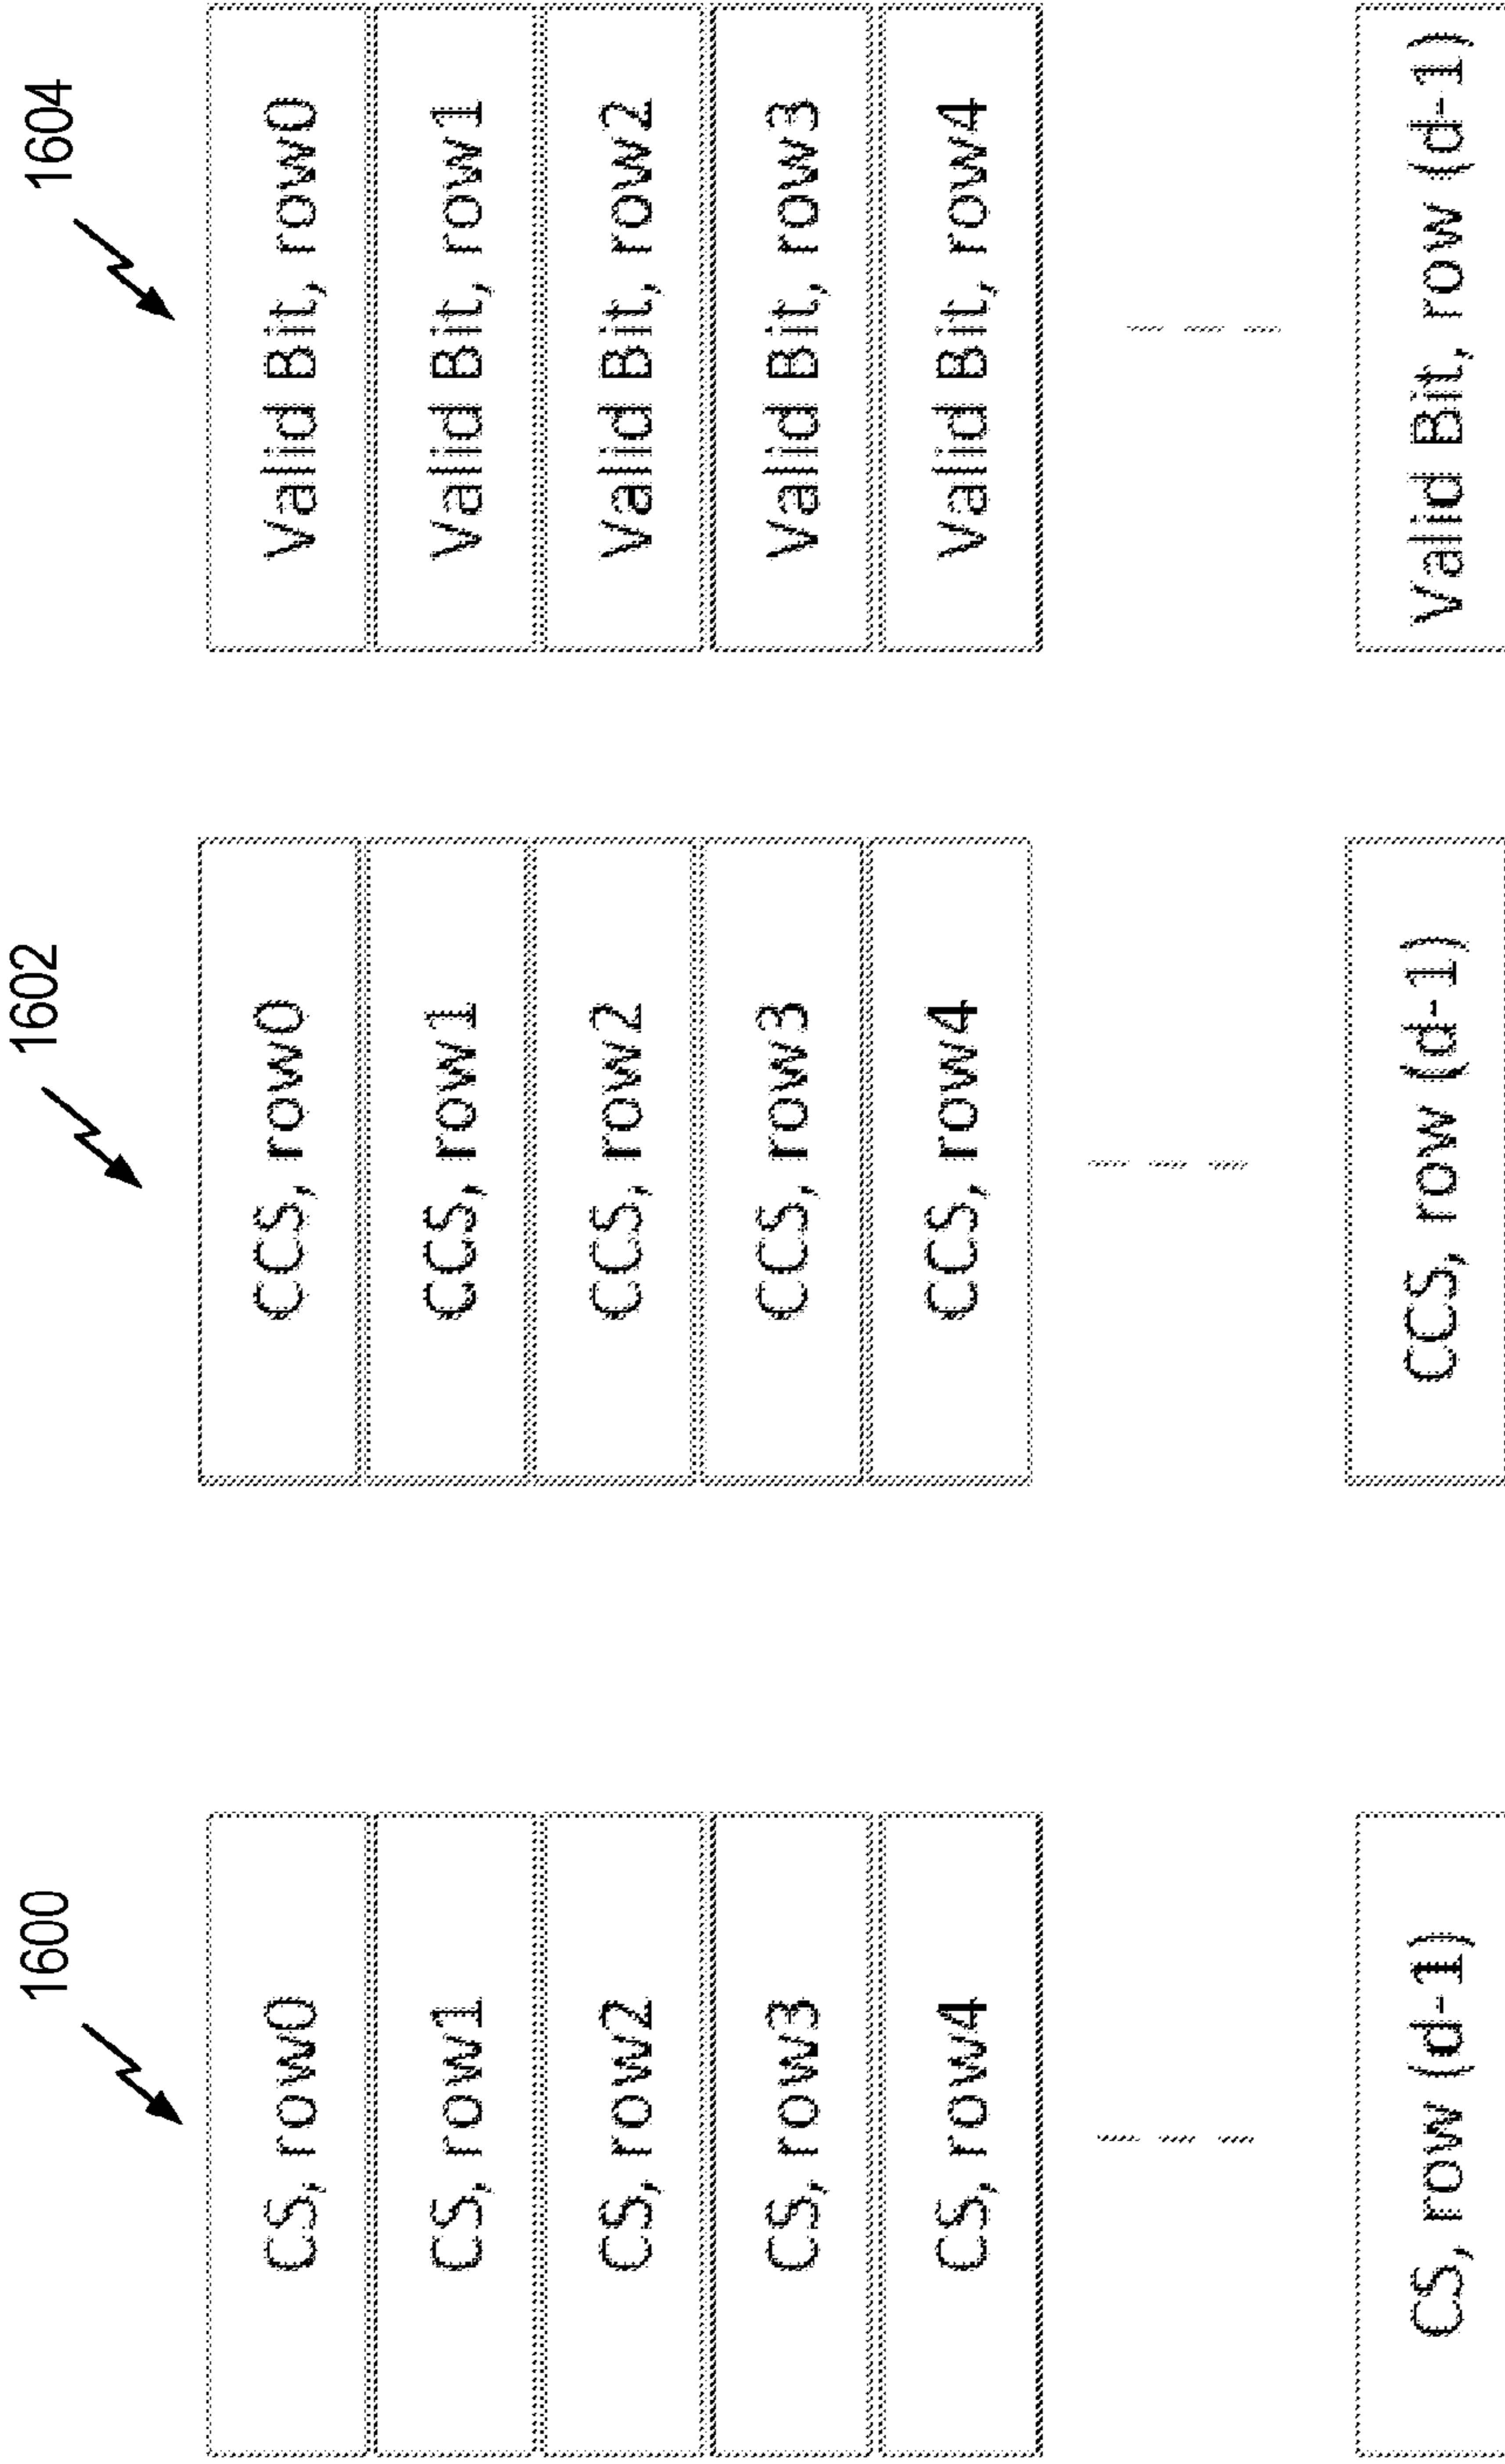 1600
CS, row0
CS, row1
CS, row2
CS, row3
CS, row4
CS, row (d-1)
1602
CCS, row0
CCS, row1
CCS, row2
CCS, row3
CCS, row4
CCS, row (d-1)
1604
Valid Bit, row0
Valid Bit, row1
Valid Bit, row2
Valid Bit, row3
Valid Bit, row4
Valid Bit, row (d-1)